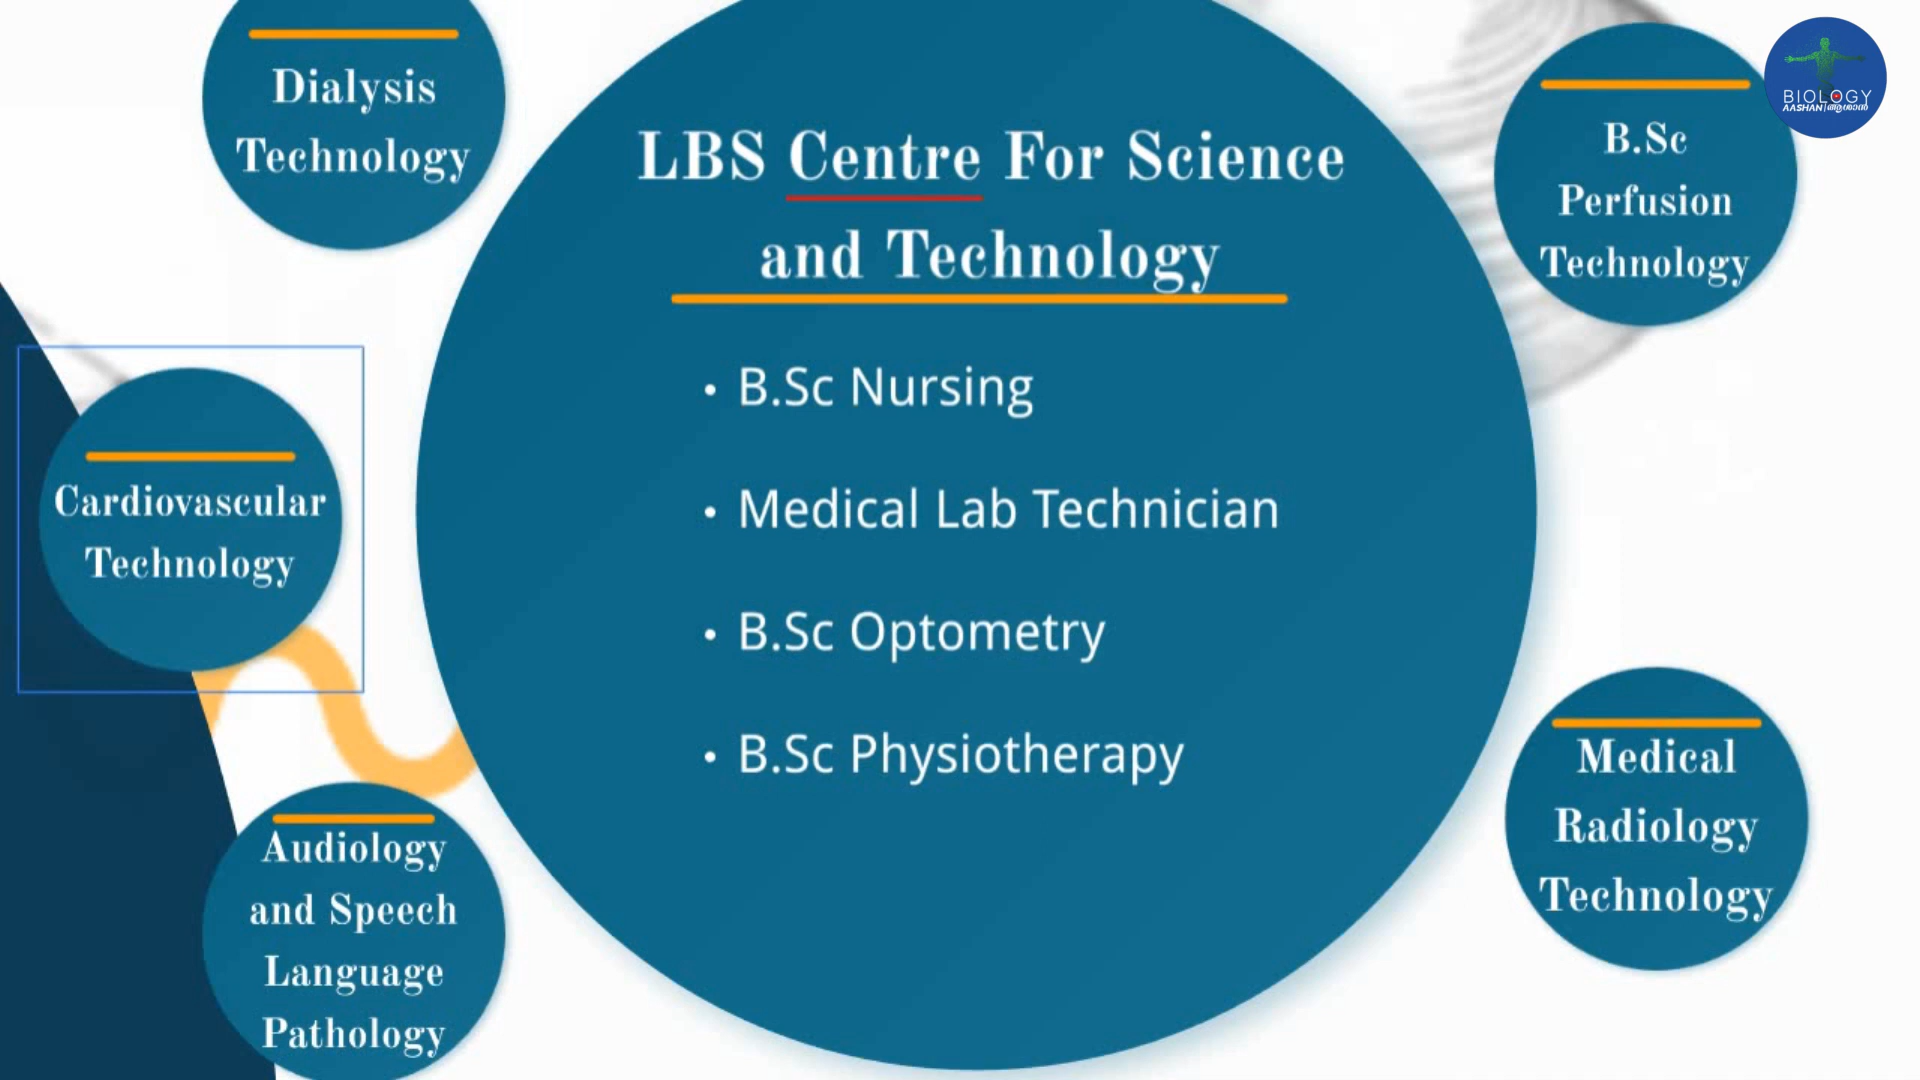 Dialysis
Technology
LBS Centre For Science
and Technology
B.Sc
Perfusion
Technology
BIOLOGY
AASHAN|ആശാൻ
• B.Sc Nursing
• Medical Lab Technician
• B.Sc Optometry
• B.Sc Physiotherapy
Cardiovascular
Technology
Audiology
and Speech
Language
Pathology
Medical
Radiology
Technology